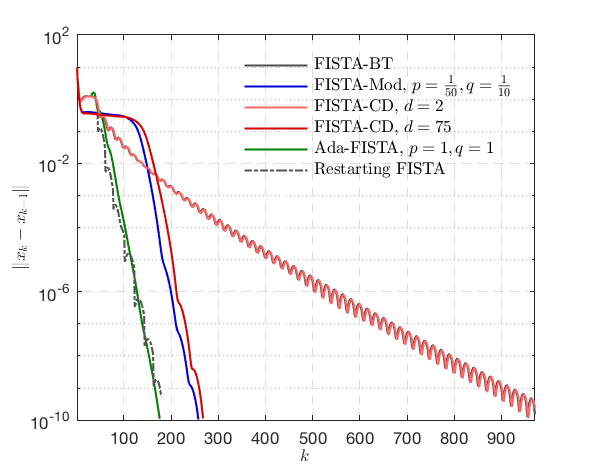 10^2
10^-2
10^-6
10^-10
||x_k − x_{k−1}||
FISTA-BT
FISTA-Mod, p = 1/50, q = 1/10
FISTA-CD, d = 2
FISTA-CD, d = 75
Ada-FISTA, p = 1, q = 1
Restarting FISTA
100 200 300 400 500 600 700 800 900
k